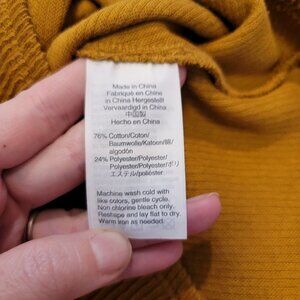 Made in China
Fabriqué en China
in China Hergestellt
Vervaardigd in China
中国製
Hecho en China
76% Cotton/Coton/
Baumwolle/Katoen/綿/
algodón
24% Polyester/Polyester/
Polyester/Polyester/ポリ
エステル/poliéster
Machine wash cold with
like colors, gentle cycle.
Non chlorine bleach only.
Reshape and lay flat to dry.
Warm iron as needed.